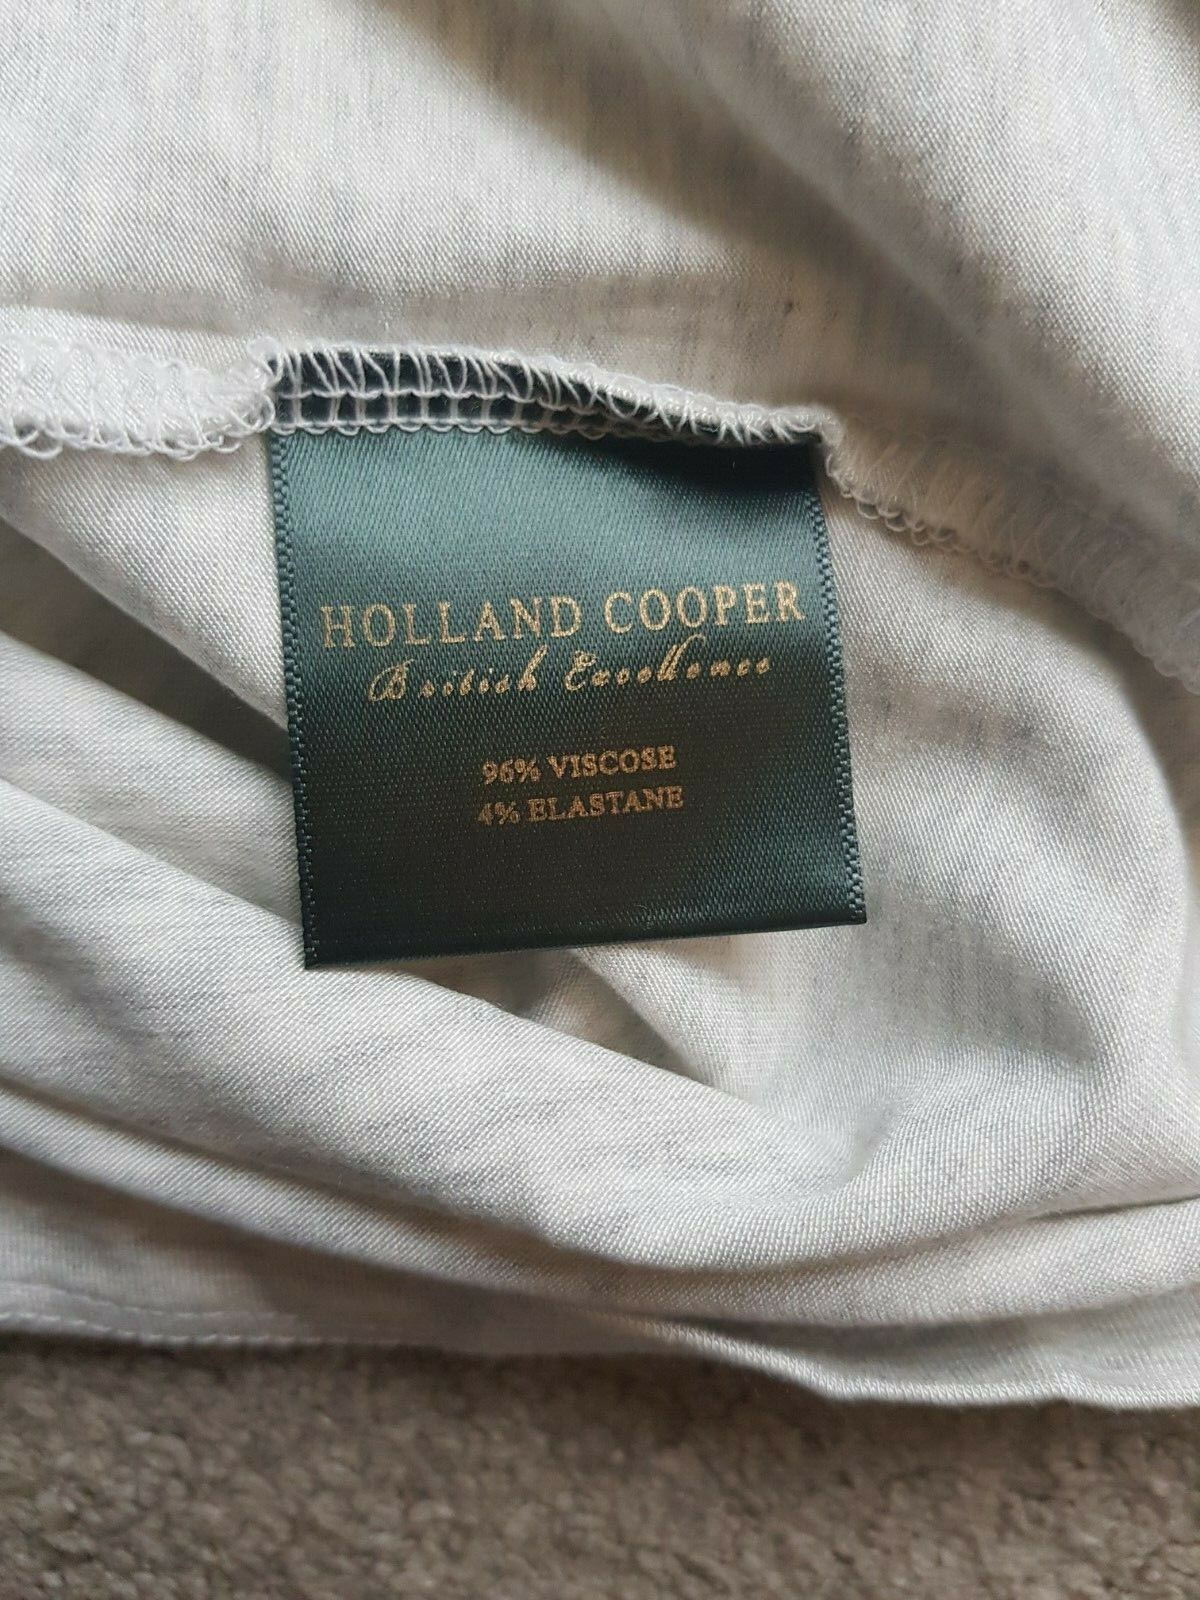 HOLLAND COOPER
British Excellence
96% VISCOSE
4% ELASTANE